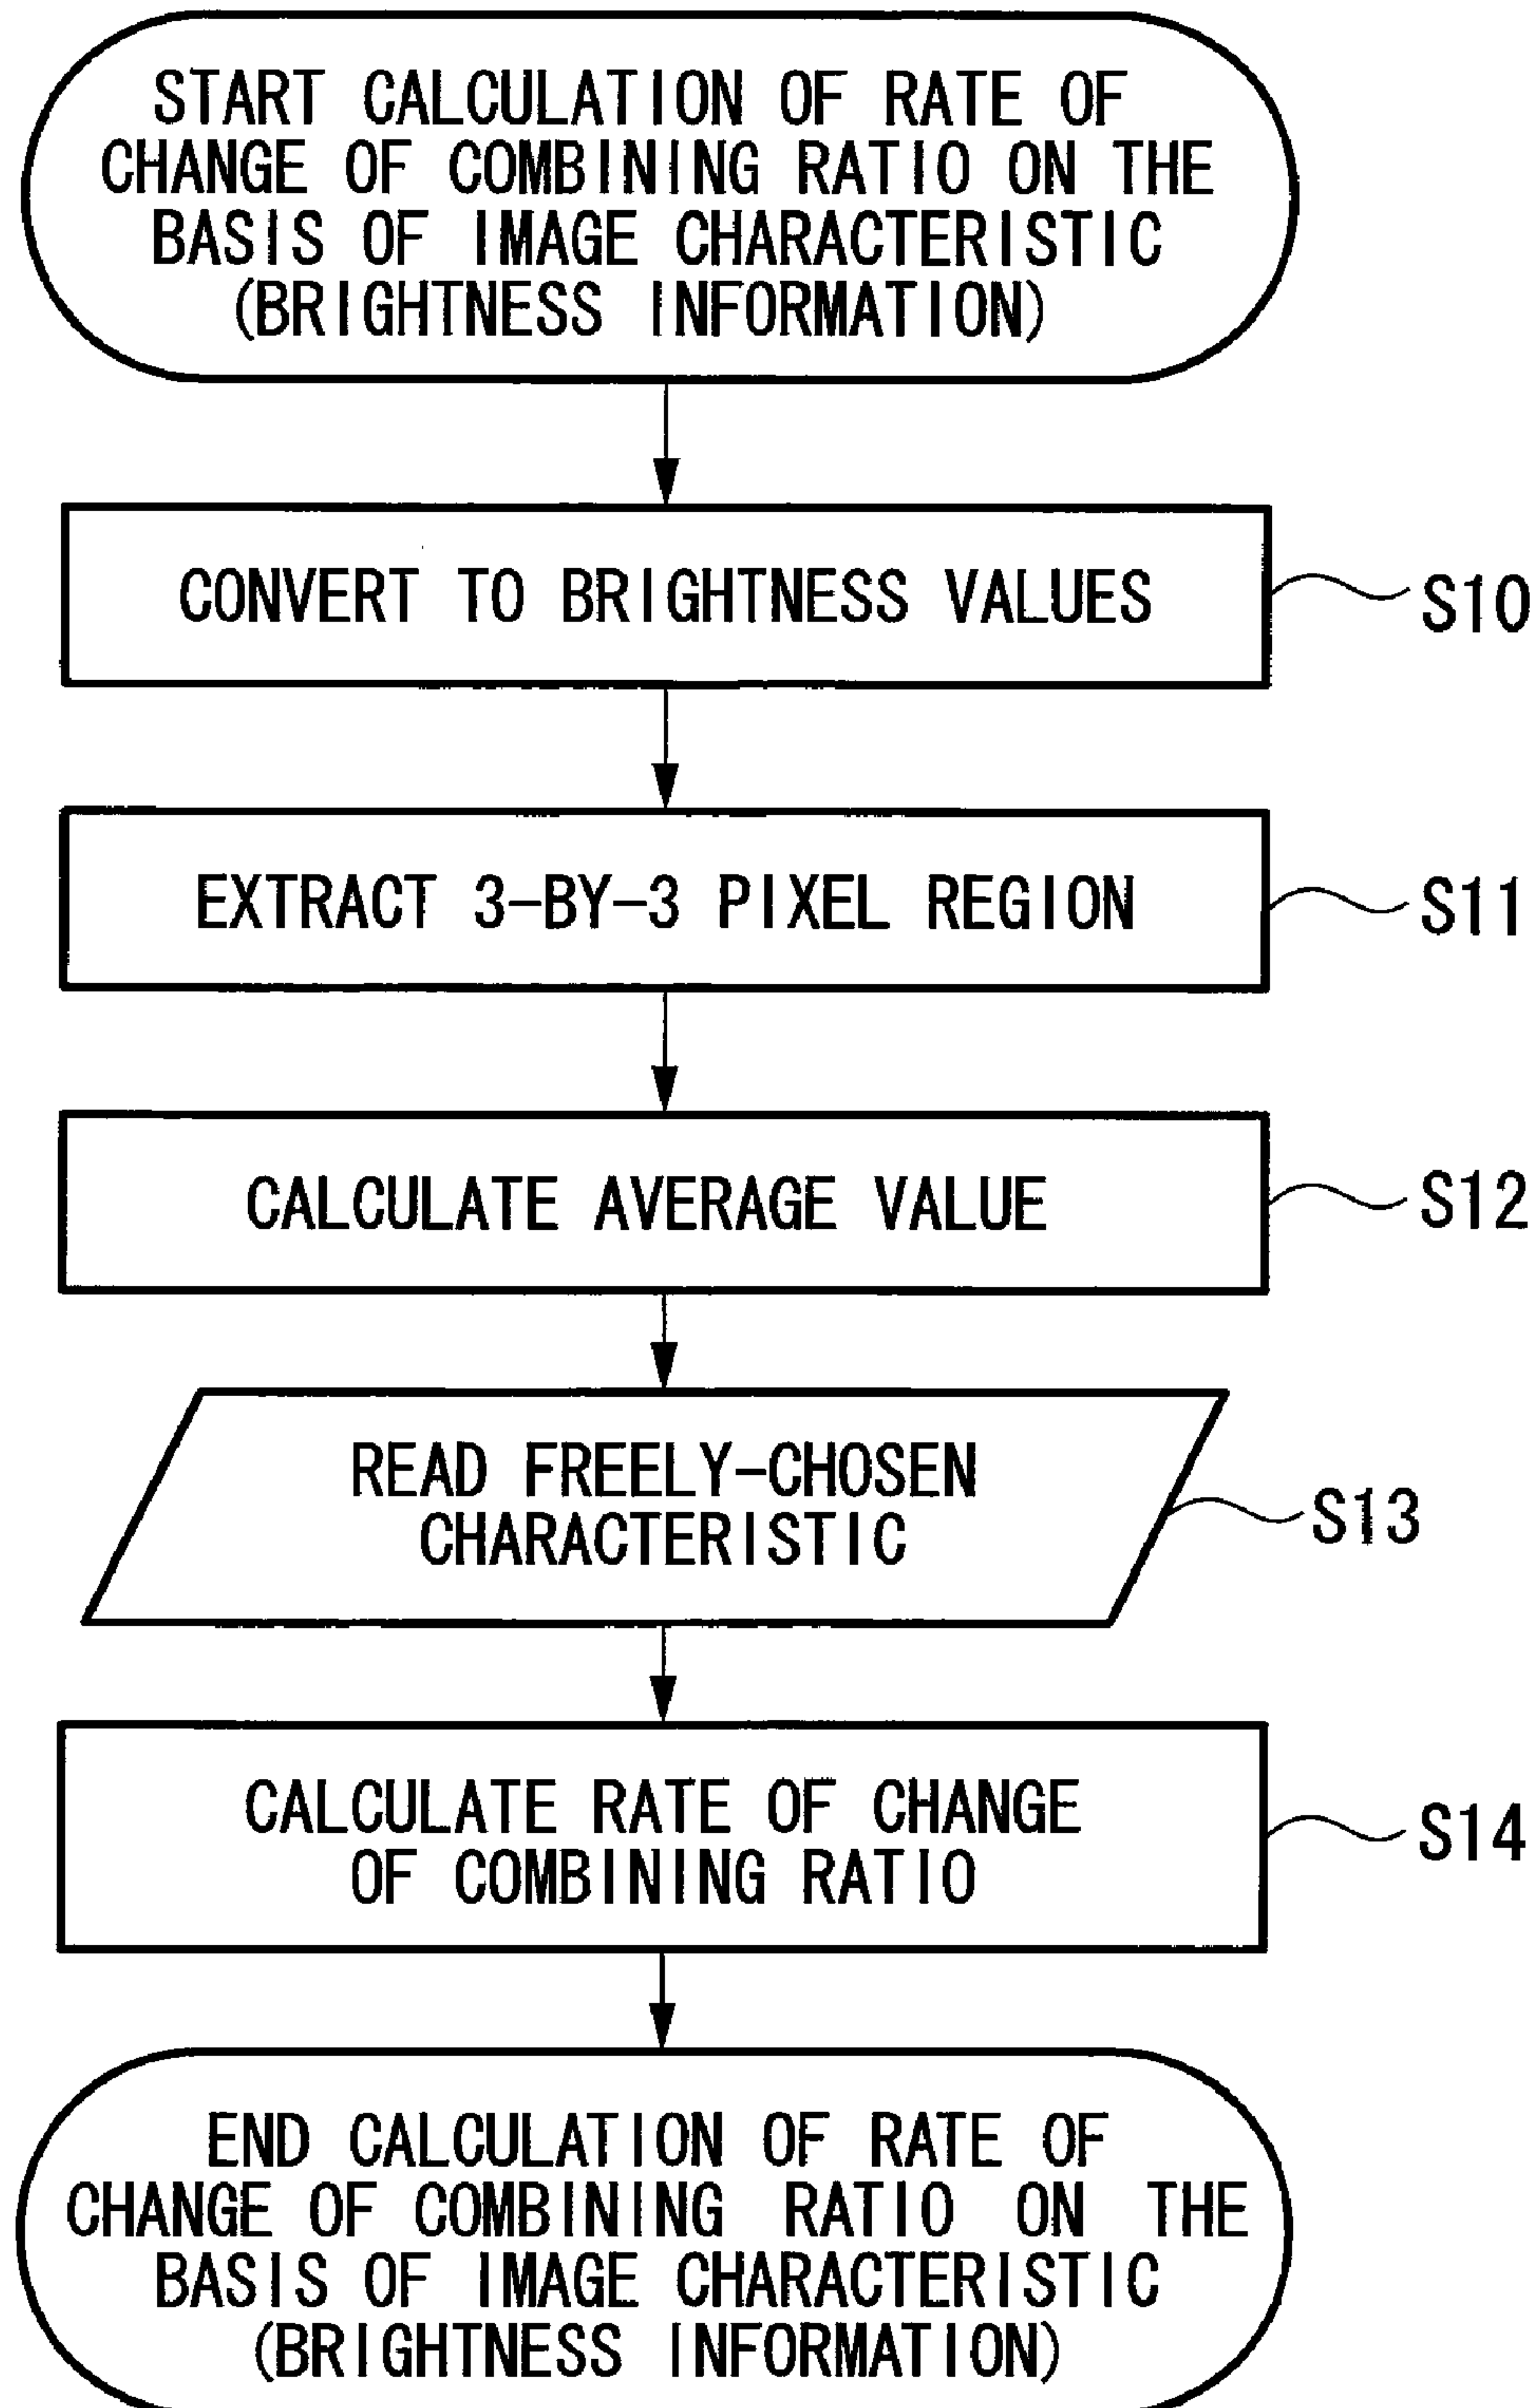 START CALCULATION OF RATE OF
CHANGE OF COMBINING RATIO ON THE
BASIS OF IMAGE CHARACTERISTIC
(BRIGHTNESS INFORMATION)
CONVERT TO BRIGHTNESS VALUES
S10
EXTRACT 3-BY-3 PIXEL REGION
S11
CALCULATE AVERAGE VALUE
S12
READ FREELY-CHOSEN
CHARACTERISTIC
S13
CALCULATE RATE OF CHANGE
OF COMBINING RATIO
S14
END CALCULATION OF RATE OF
CHANGE OF COMBINING RATIO ON THE
BASIS OF IMAGE CHARACTERISTIC
(BRIGHTNESS INFORMATION)